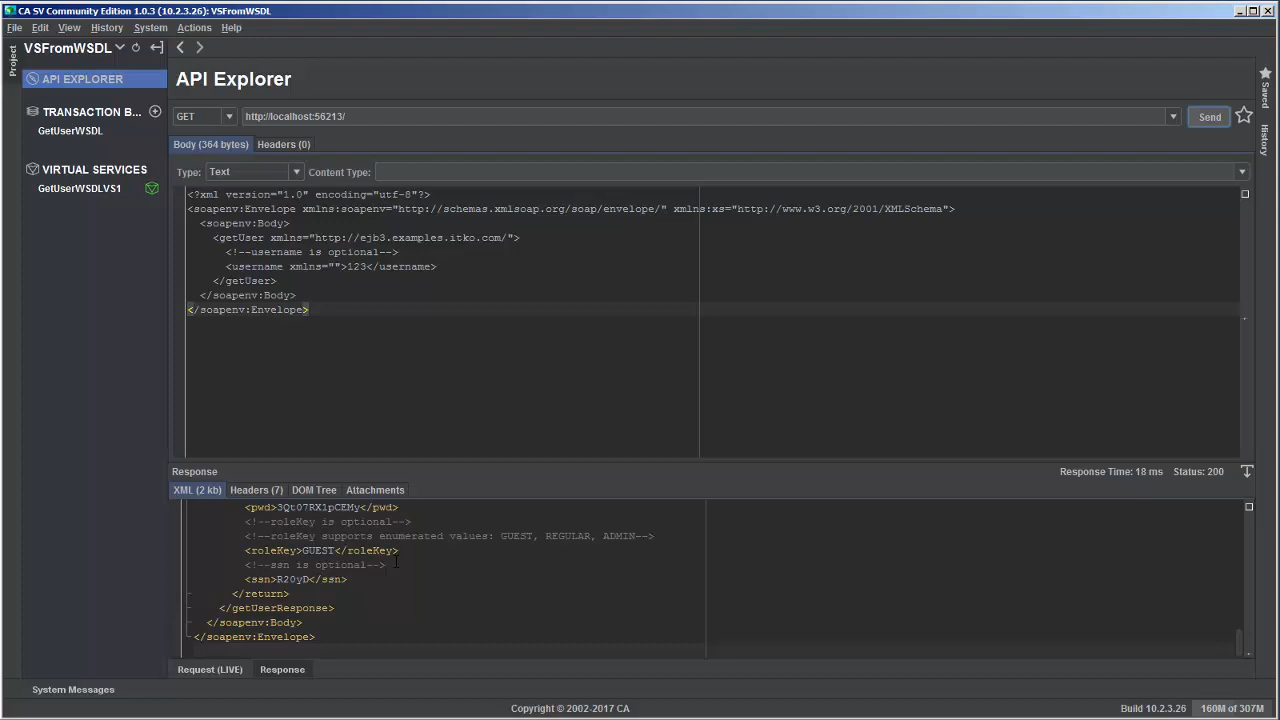 CA SV Community Edition 1.0.3 (10.2.3.26): VSFromWSDL
File Edit View History System Actions Help
Project
VSFromWSDL
API EXPLORER
TRANSACTION B...
GetUserWSDL
VIRTUAL SERVICES
GetUserWSDLVS1
API Explorer
GET http://localhost:56213/ Send
Body (364 bytes) Headers (0)
Type: Text Content Type:
<?xml version="1.0" encoding="utf-8"?>
<soapenv:Envelope xmlns:soapenv="http://schemas.xmlsoap.org/soap/envelope/" xmlns:xs="http://www.w3.org/2001/XMLSchema">
<soapenv:Body>
<getUser xmlns="http://ejb3.examples.itko.com/">
<!--username is optional-->
<username xmlns="">123</username>
</getUser>
</soapenv:Body>
</soapenv:Envelope>
Response Response Time: 18 ms Status: 200
XML (2 kb) Headers (7) DOM Tree Attachments
<pwd>3Qt07RX1pCEMy</pwd>
<!--roleKey is optional-->
<!--roleKey supports enumerated values: GUEST, REGULAR, ADMIN-->
<roleKey>GUEST</roleKey>
<!--ssn is optional-->
<ssn>R20yD</ssn>
</return>
</getUserResponse>
</soapenv:Body>
</soapenv:Envelope>
Request (LIVE) Response
Saved
History
System Messages
Copyright © 2002-2017 CA
Build 10.2.3.26 160M of 307M